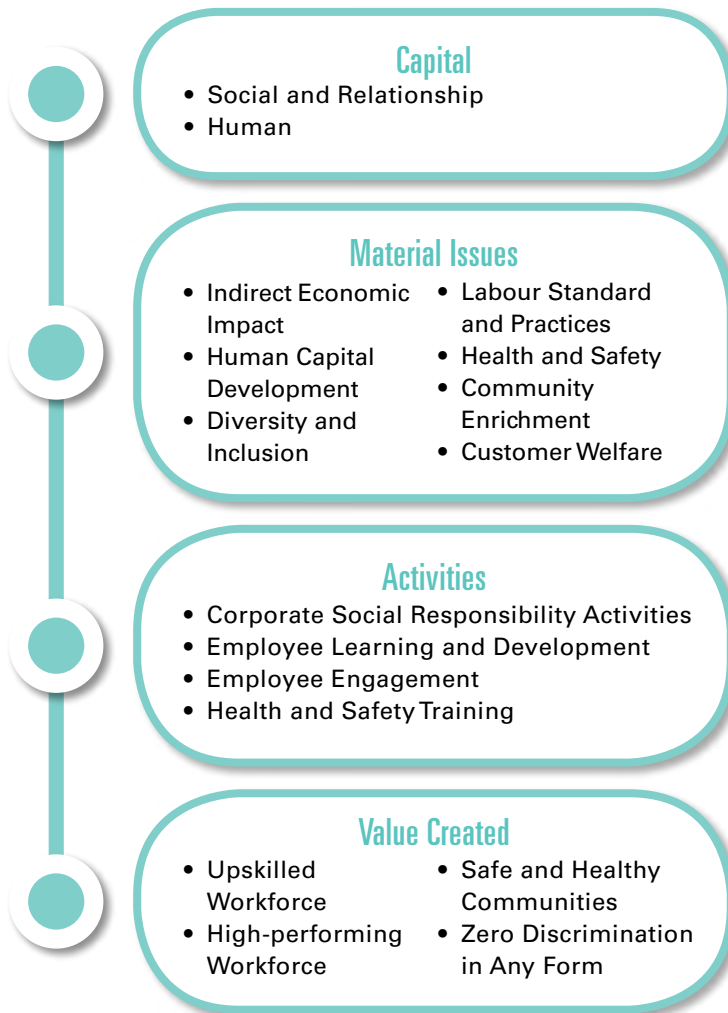 Capital
• Social and Relationship
• Human
Material Issues
• Indirect Economic
Impact
• Human Capital
Development
• Diversity and
Inclusion
• Labour Standard
and Practices
• Health and Safety
• Community
Enrichment
• Customer Welfare
Activities
• Corporate Social Responsibility Activities
• Employee Learning and Development
• Employee Engagement
• Health and Safety Training
Value Created
• Upskilled
Workforce
• High-performing
Workforce
• Safe and Healthy
Communities
• Zero Discrimination
in Any Form